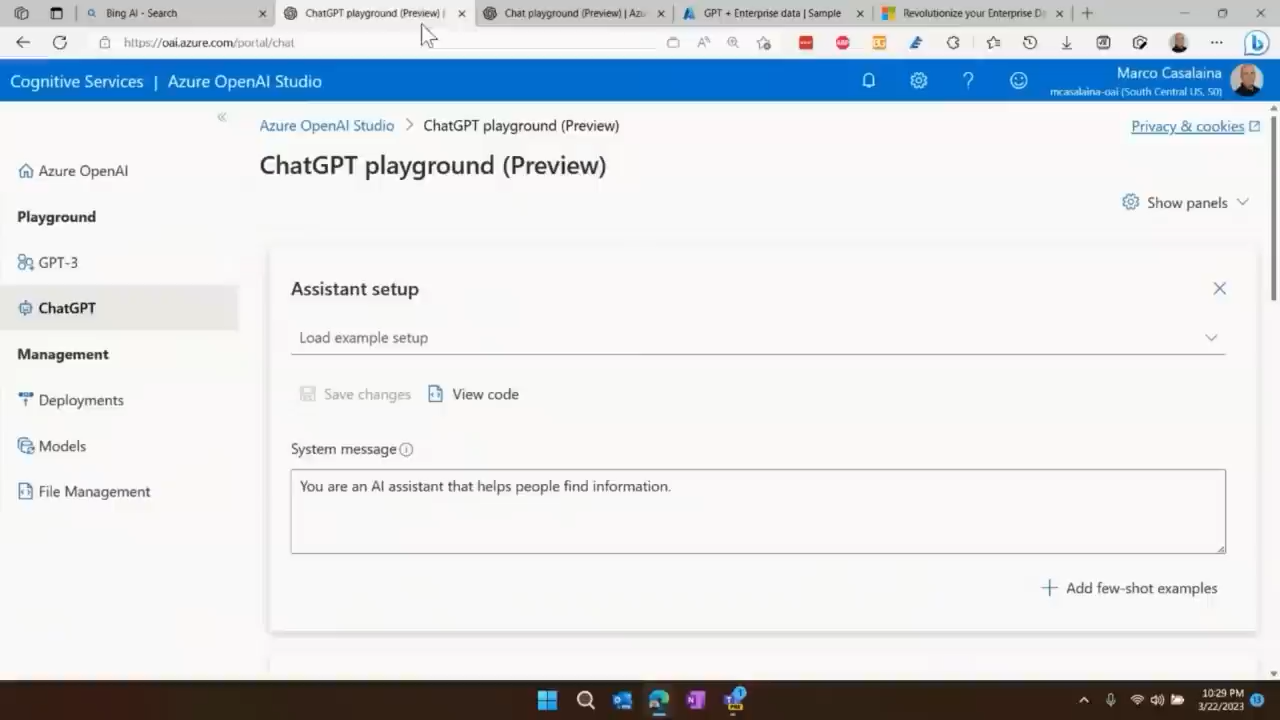 Bing AI - Search
ChatGPT playground (Preview) |
Chat playground (Preview) | Azu
GPT + Enterprise data | Sample
Revolutionize your Enterprise D
https://oai.azure.com/portal/chat
Cognitive Services | Azure OpenAI Studio
Marco Casalaina
mcasalaina-oai (South Central US, S0)
Azure OpenAI Studio > ChatGPT playground (Preview)
Privacy & cookies
ChatGPT playground (Preview)
Show panels
Azure OpenAI
Playground
GPT-3
ChatGPT
Management
Deployments
Models
File Management
Assistant setup
Load example setup
Save changes
View code
System message
You are an AI assistant that helps people find information.
Add few-shot examples
10:29 PM
3/22/2023